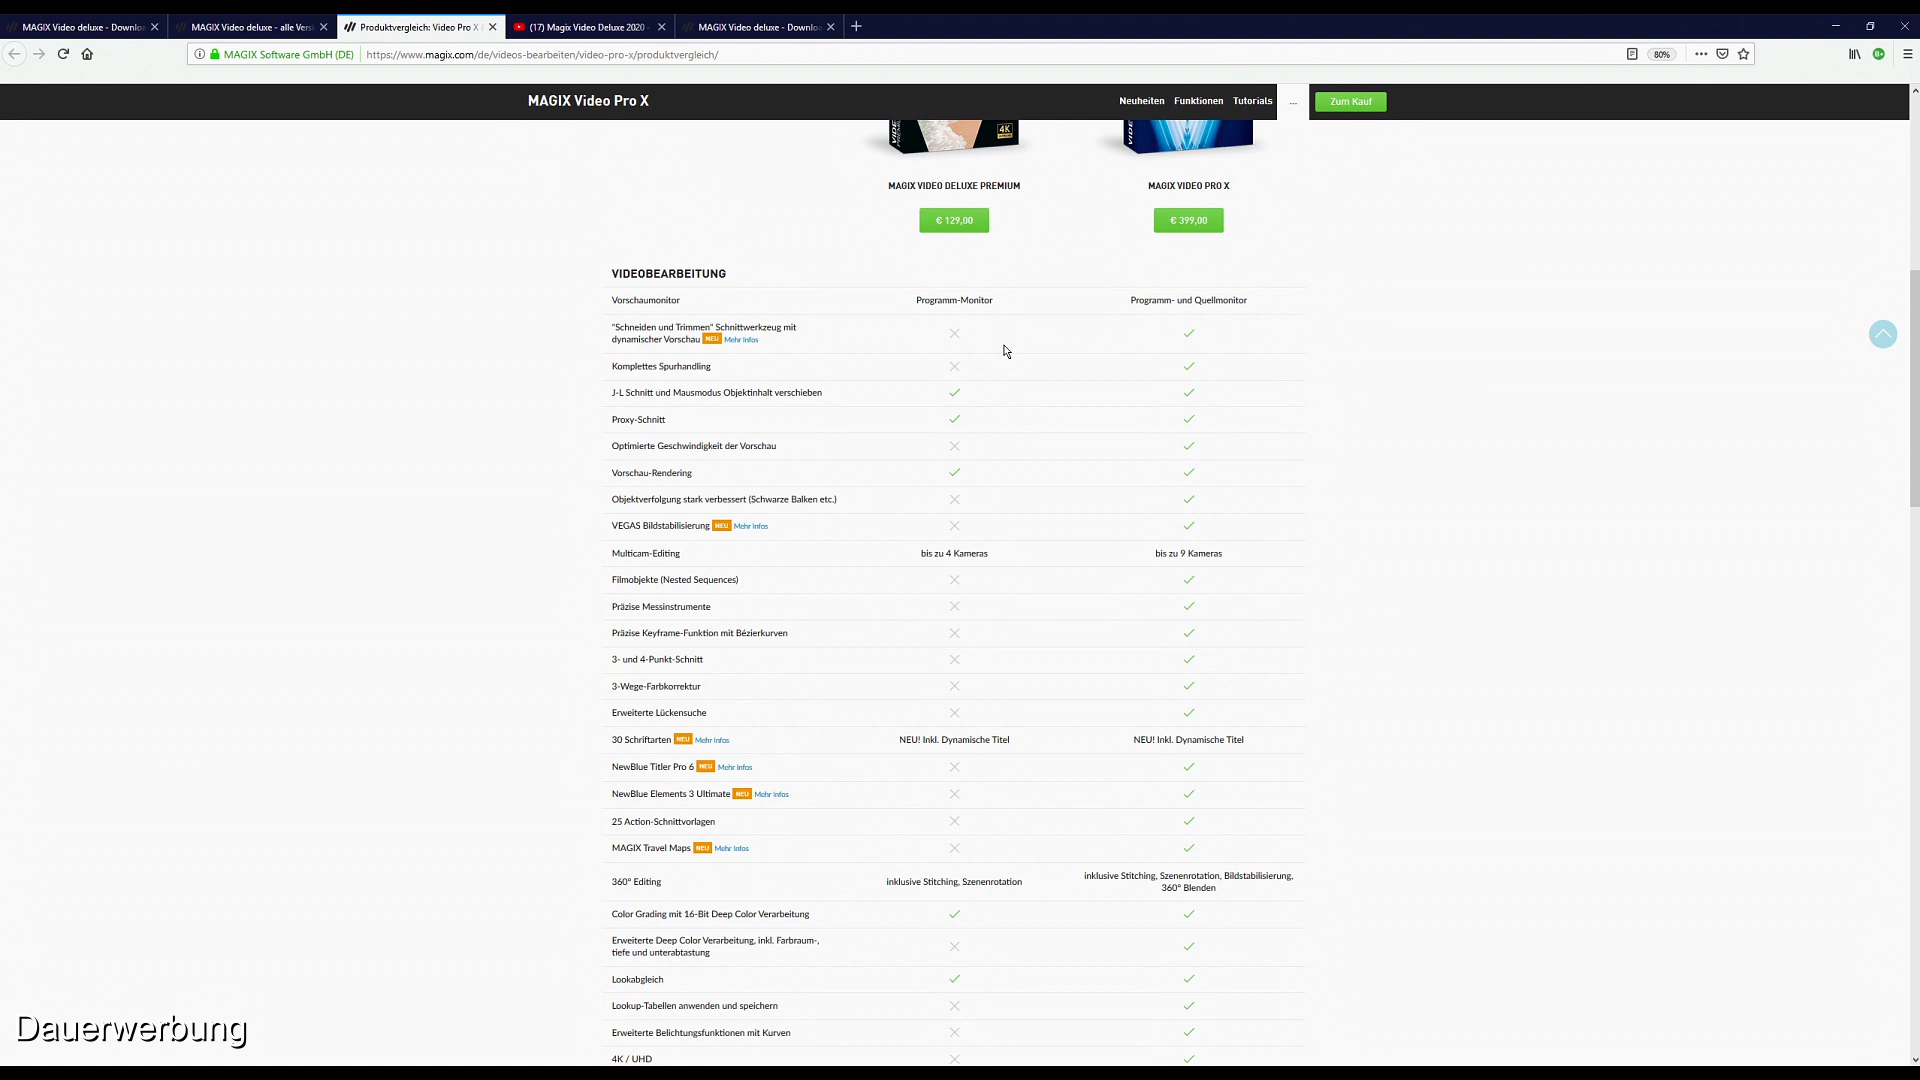 MAGIX Video deluxe - Downlo
MAGIX Video deluxe - alle Vers
Produktvergleich: Video Pro X
(17) Magix Video Deluxe 2020 -
MAGIX Video deluxe - Downlo
MAGIX Software GmbH (DE)
https://www.magix.com/de/videos-bearbeiten/video-pro-x/produktvergleich/
80%
MAGIX Video Pro X
Neuheiten
Funktionen
Tutorials
...
Zum Kauf
4K
MAGIX VIDEO DELUXE PREMIUM
MAGIX VIDEO PRO X
€ 129,00
€ 399,00
VIDEOBEARBEITUNG
Vorschaumonitor
Programm-Monitor
Programm- und Quellmonitor
"Schneiden und Trimmen" Schnittwerkzeug mit
dynamischer Vorschau NEU Mehr Infos
Komplettes Spurhandling
J-L Schnitt und Mausmodus Objektinhalt verschieben
Proxy-Schnitt
Optimierte Geschwindigkeit der Vorschau
Vorschau-Rendering
Objektverfolgung stark verbessert (Schwarze Balken etc.)
VEGAS Bildstabilisierung NEU Mehr Infos
Multicam-Editing
bis zu 4 Kameras
bis zu 9 Kameras
Filmobjekte (Nested Sequences)
Präzise Messinstrumente
Präzise Keyframe-Funktion mit Bézierkurven
3- und 4-Punkt-Schnitt
3-Wege-Farbkorrektur
Erweiterte Lückensuche
30 Schriftarten NEU Mehr Infos
NEU! Inkl. Dynamische Titel
NEU! Inkl. Dynamische Titel
NewBlue Titler Pro 6 NEU Mehr Infos
NewBlue Elements 3 Ultimate NEU Mehr Infos
25 Action-Schnittvorlagen
MAGIX Travel Maps NEU Mehr Infos
360° Editing
inklusive Stitching, Szenenrotation
inklusive Stitching, Szenenrotation, Bildstabilisierung,
360° Blenden
Color Grading mit 16-Bit Deep Color Verarbeitung
Erweiterte Deep Color Verarbeitung, inkl. Farbraum-,
tiefe und unterabtastung
Lookabgleich
Lookup-Tabellen anwenden und speichern
Erweiterte Belichtungsfunktionen mit Kurven
4K / UHD
Dauerwerbung